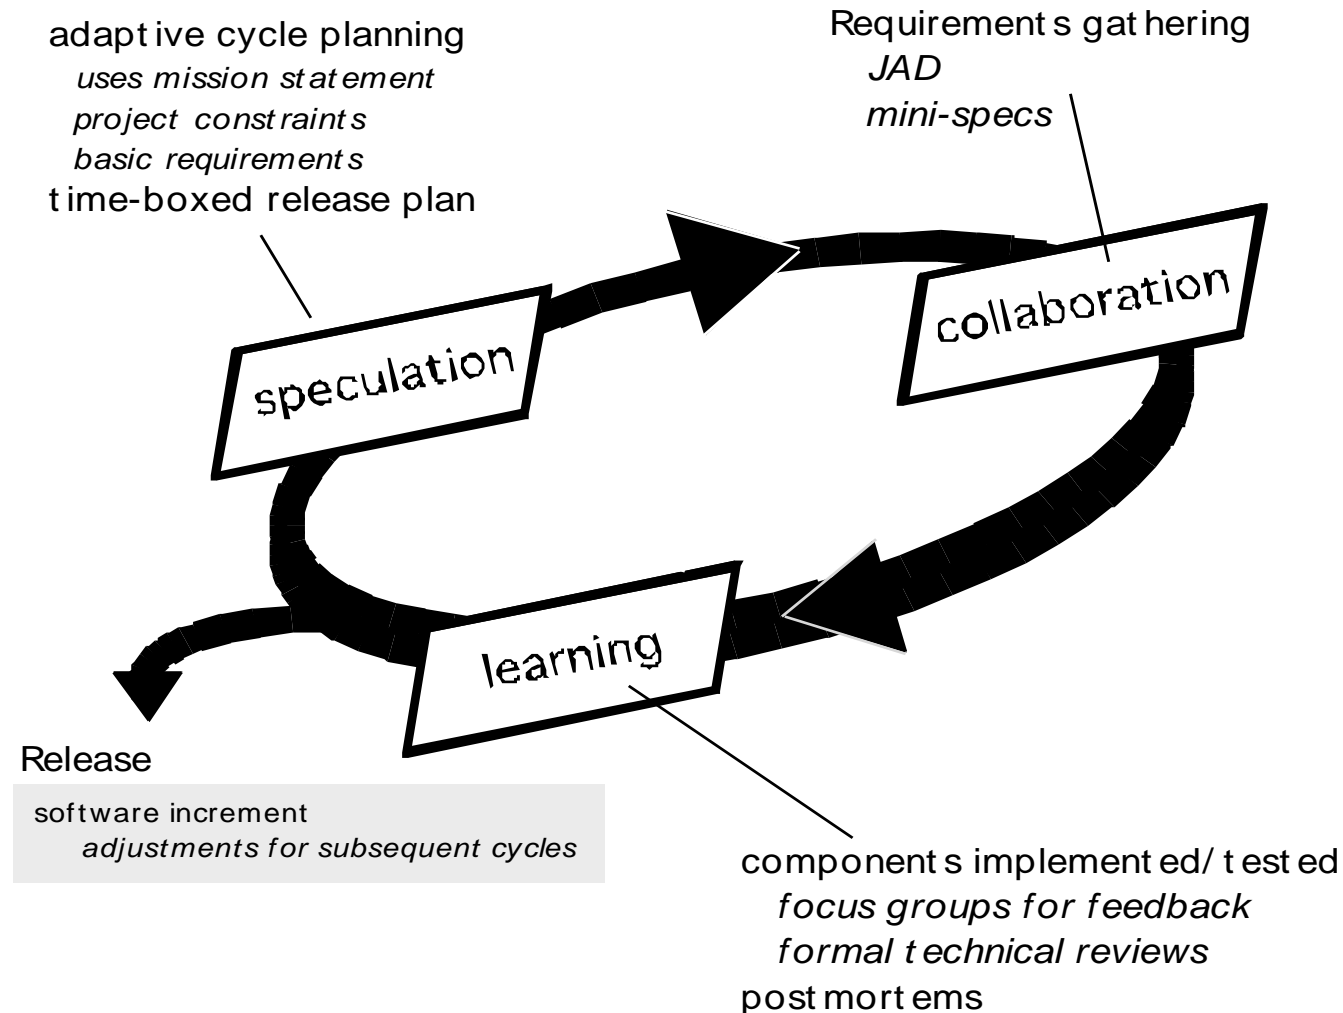 adaptive cycle planning
uses mission statement
project constraints
basic requirements
time-boxed release plan
Requirements gathering
JAD
mini-specs
speculation
collaboration
learning
Release
software increment
adjustments for subsequent cycles
components implemented/ tested
focus groups for feedback
formal technical reviews
postmortems